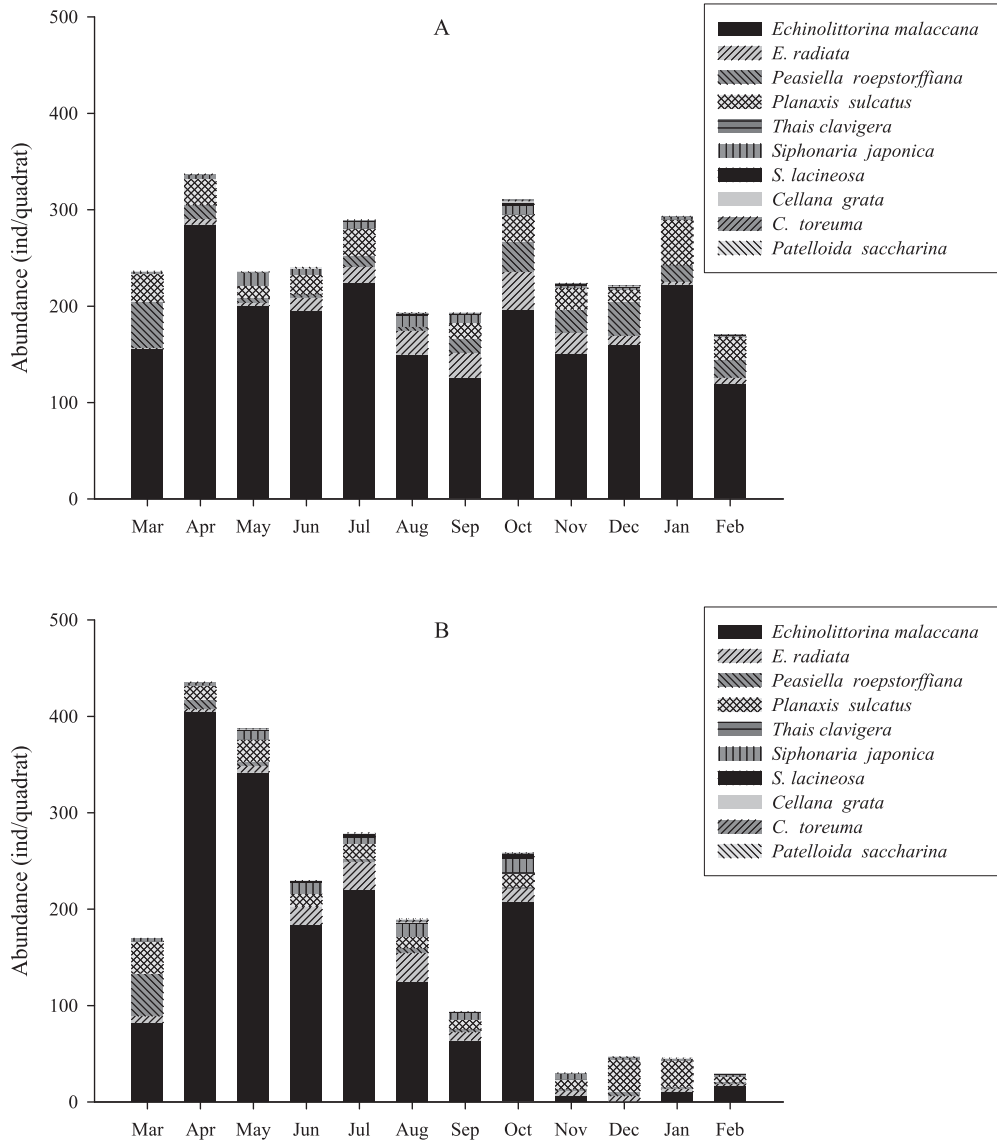 A
500
400
300
200
100
0
Abundance (ind/quadrat)
Mar Apr May Jun Jul Aug Sep Oct Nov Dec Jan Feb
Echinolittorina malaccana
E. radiata
Peasiella roepstorffiana
Planaxis sulcatus
Thais clavigera
Siphonaria japonica
S. lacineosa
Cellana grata
C. toreuma
Patelloida saccharina
B
500
400
300
200
100
0
Abundance (ind/quadrat)
Mar Apr May Jun Jul Aug Sep Oct Nov Dec Jan Feb
Echinolittorina malaccana
E. radiata
Peasiella roepstorffiana
Planaxis sulcatus
Thais clavigera
Siphonaria japonica
S. lacineosa
Cellana grata
C. toreuma
Patelloida saccharina